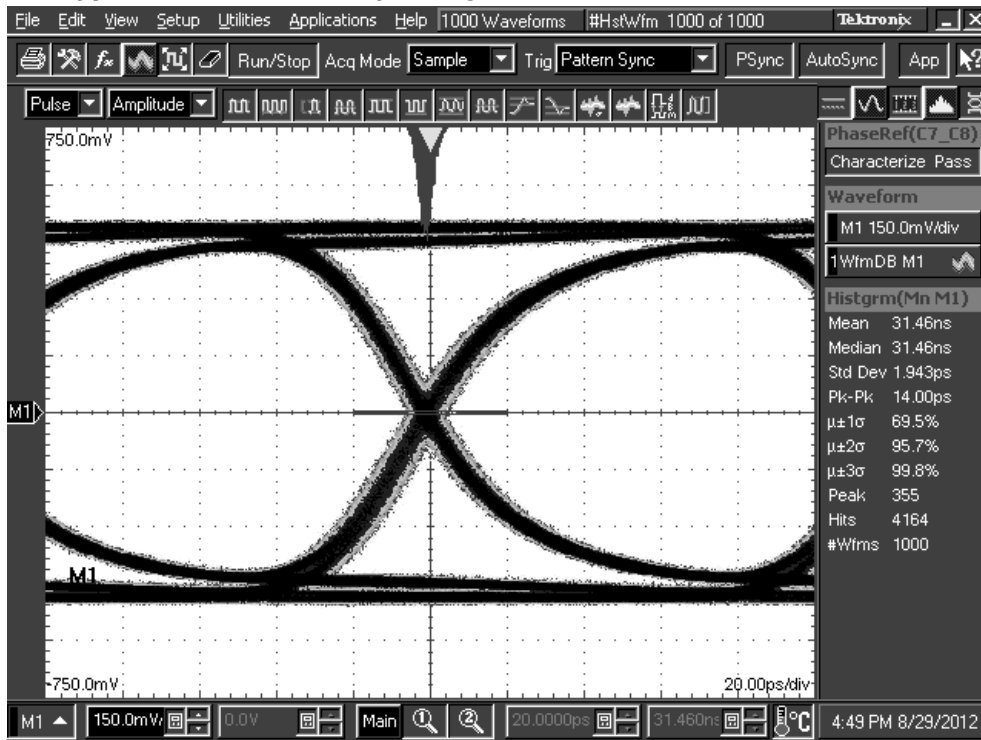 File Edit View Setup Utilities Applications Help 1000 Waveforms #HstWfm 1000 of 1000 Tektronix
Run/Stop Acq Mode Sample Trig Pattern Sync PSync AutoSync App
Pulse Amplitude
750.0mV
PhaseRef(C7_C8)
Characterize Pass
Waveform
M1 150.0mV/div
1WfmDB M1
Histgrm(Mn M1)
Mean 31.46ns
Median 31.46ns
Std Dev 1.943ps
Pk-Pk 14.00ps
M1
µ±1σ 69.5%
µ±2σ 95.7%
µ±3σ 99.8%
Peak 355
Hits 4164
#Wfms 1000
M1
-750.0mV 20.00ps/div
M1 150.0mV/ 0.0V Main 1 2 20.0000ps 31.460ns °C 4:49 PM 8/29/2012